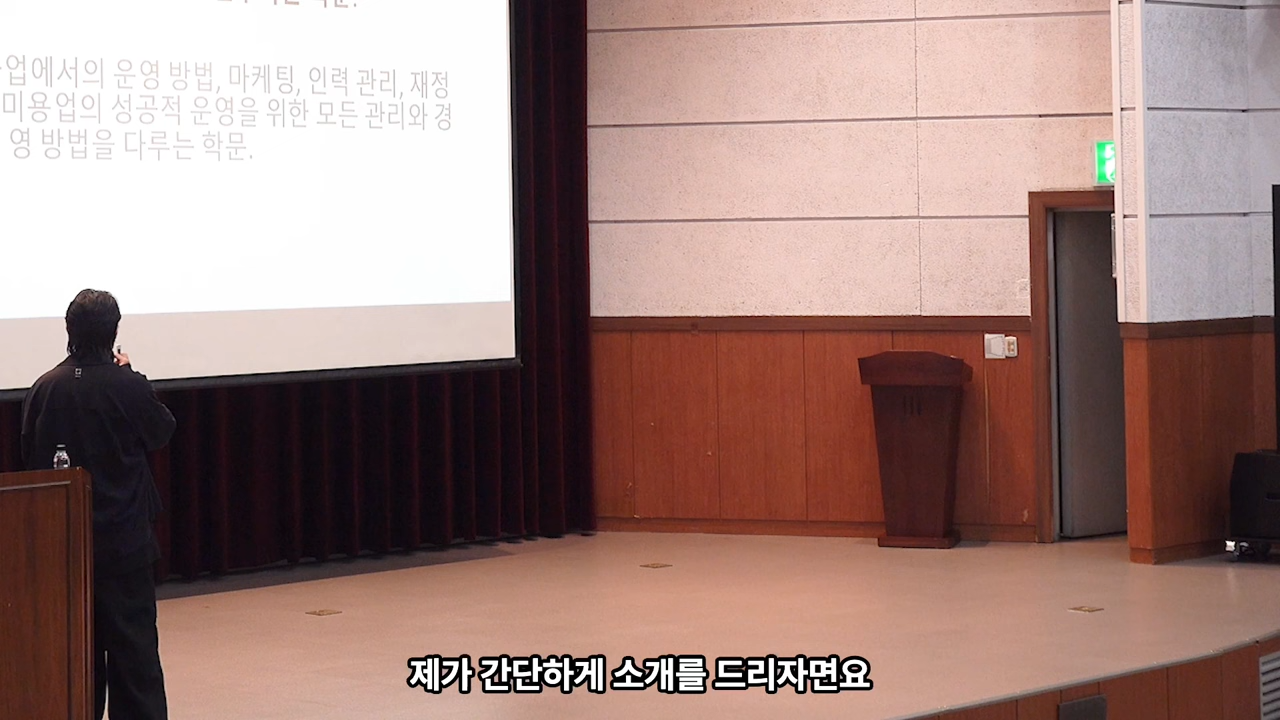 업에서의 운영 방법, 마케팅, 인력 관리, 재정
미용업의 성공적 운영을 위한 모든 관리와 경
영 방법을 다루는 학문.
제가 간단하게 소개를 드리자면요